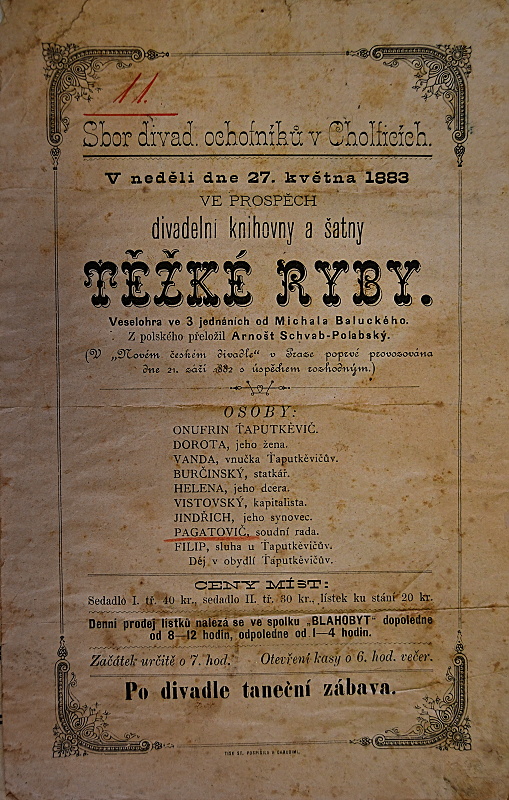 11.
Sbor divad. ochotníků v Cholticích.
V neděli dne 27. května 1883
VE PROSPĚCH
divadelní knihovny a šatny
TĚŽKÉ RYBY.
Veselohra ve 3 jednáních od Michala Baluckého.
Z polského přeložil Arnošt Schvab-Polabský.
(V „Novém českém divadle“ v Praze poprvé provozována
dne 21. září 1882 s úspěchem rozhodným.)
OSOBY:
ONUFRIN ŤAPUTKĚVIČ.
DOROTA, jeho žena.
VANDA, vnučka Ťaputkěvičův.
BURČINSKÝ, statkář.
HELENA, jeho dcera.
VISTOVSKÝ, kapitalista.
JINDŘICH, jeho synovec.
PAGATOVIČ, soudní rada.
FILIP, sluha u Ťaputkěvičův.
Děj v obydlí Ťaputkěvičův.
CENY MÍST:
Sedadlo I. tř. 40 kr., sedadlo II. tř. 30 kr., lístek ku stání 20 kr.
Denní prodej lístků nalezá se ve spolku „BLAHOBYT“ dopoledne
od 8—12 hodin, odpoledne od 1—4 hodin.
Začátek určitě o 7. hod. Otevření kasy o 6. hod. večer.
Po divadle taneční zábava.